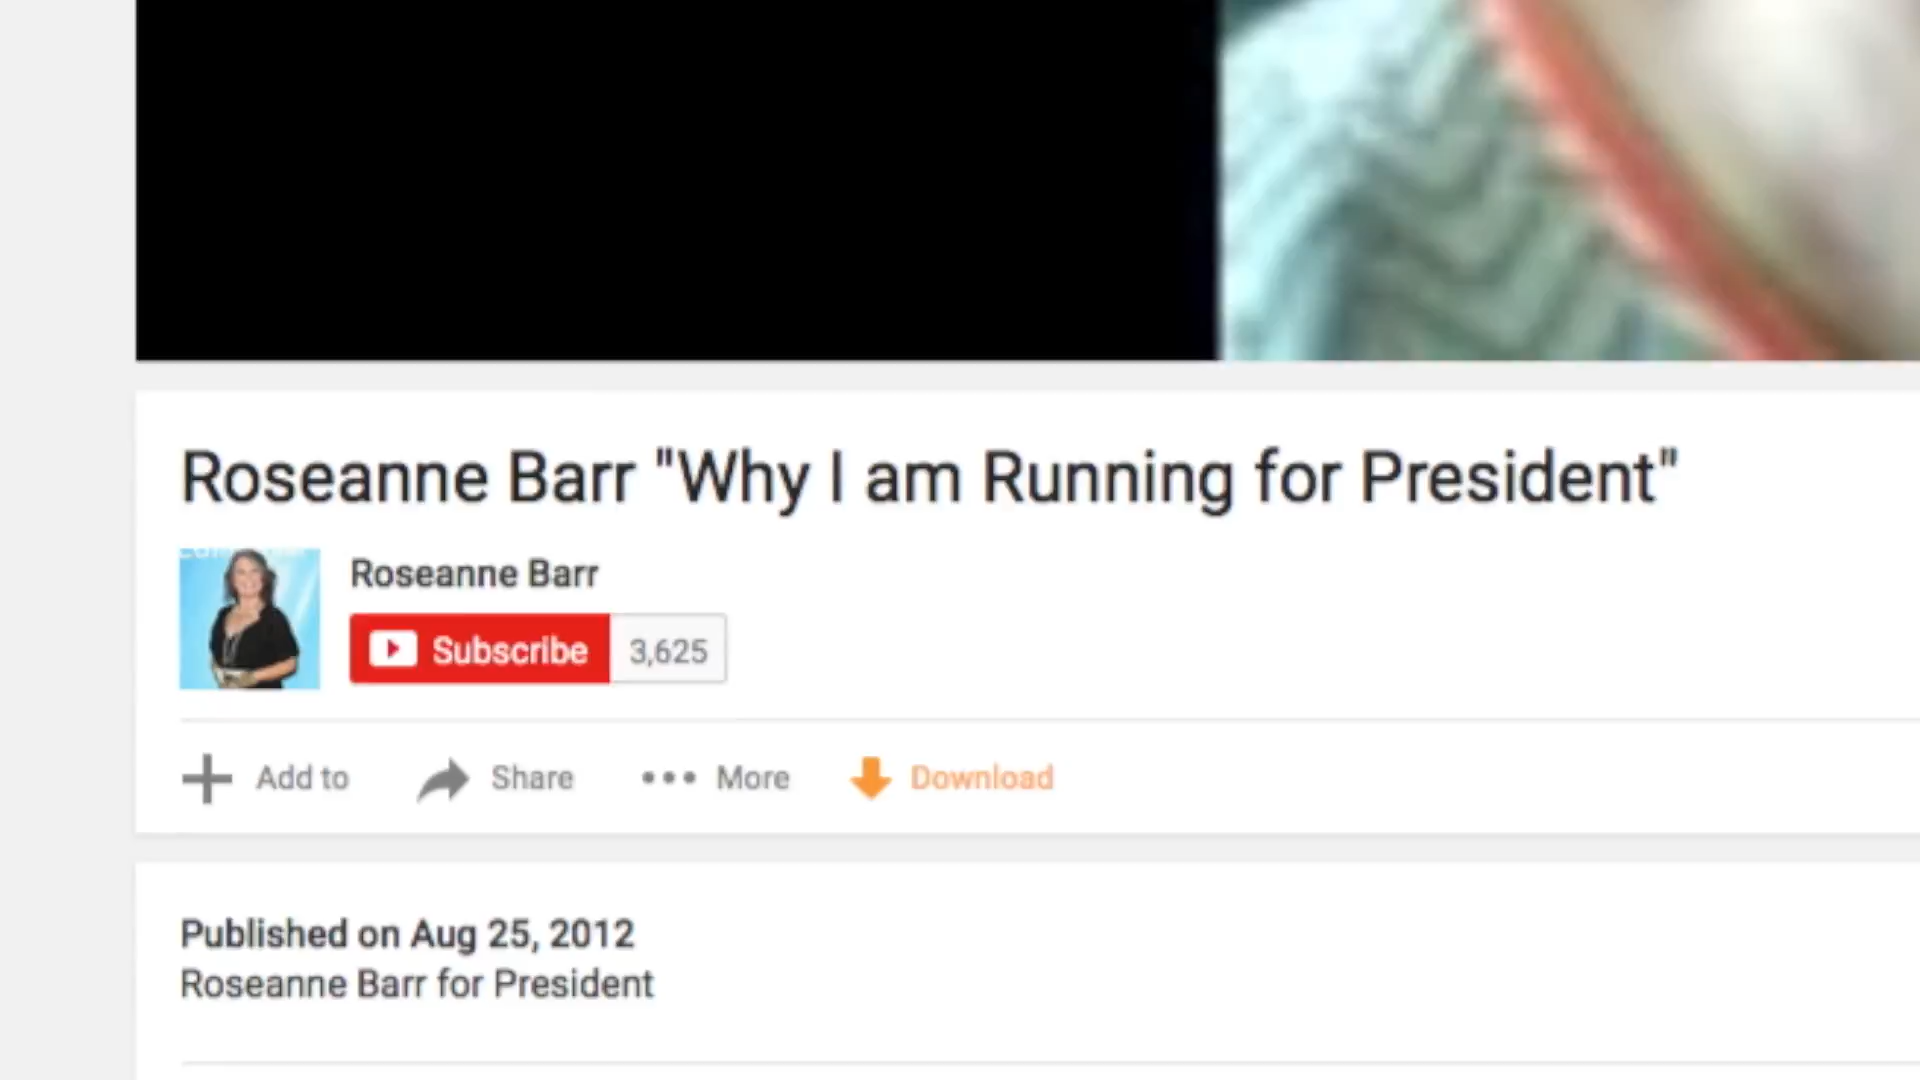 Roseanne Barr "Why I am Running for President"
Roseanne Barr
Subscribe 3,625
Add to Share More Download
Published on Aug 25, 2012
Roseanne Barr for President